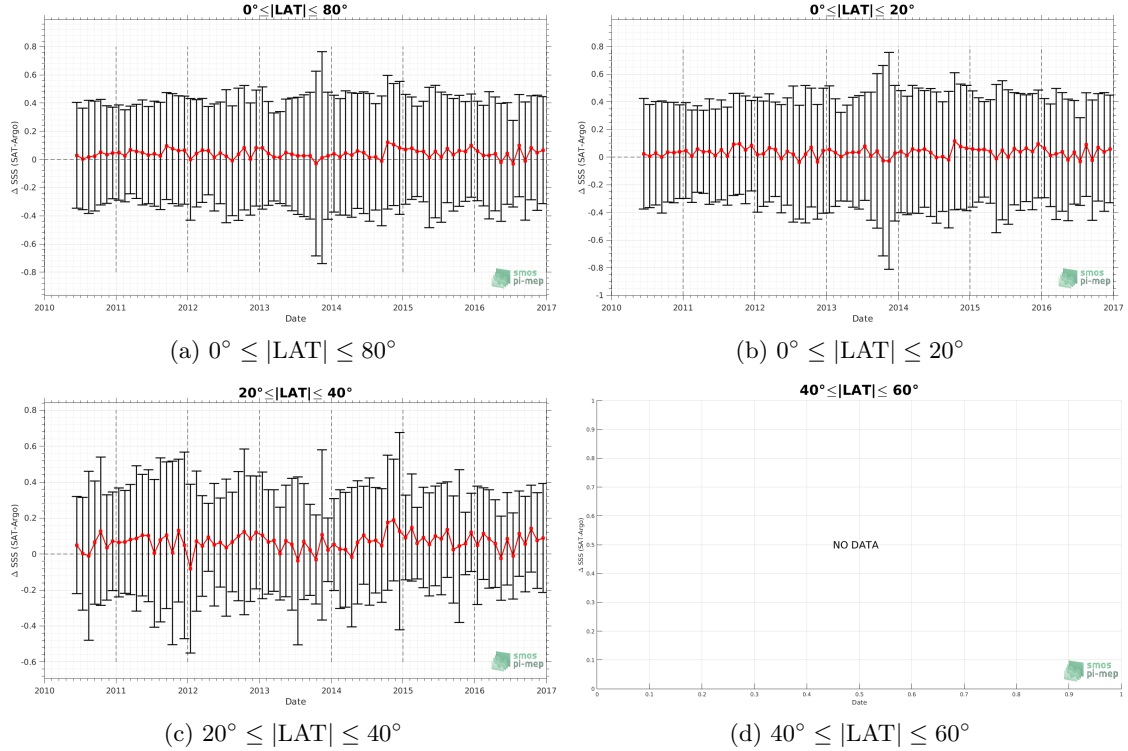 0°≤|LAT|≤ 80°
Δ SSS (SAT-Argo)
0.8
0.6
0.4
0.2
0
-0.2
-0.4
-0.6
-0.8
2010 2011 2012 2013 2014 2015 2016 2017
Date
smos
pi-mep
(a) 0° ≤ |LAT| ≤ 80°
0°≤|LAT|≤ 20°
Δ SSS (SAT-Argo)
0.8
0.6
0.4
0.2
0
-0.2
-0.4
-0.6
-0.8
-1
2010 2011 2012 2013 2014 2015 2016 2017
Date
smos
pi-mep
(b) 0° ≤ |LAT| ≤ 20°
20°≤|LAT|≤ 40°
Δ SSS (SAT-Argo)
0.8
0.6
0.4
0.2
0
-0.2
-0.4
-0.6
2010 2011 2012 2013 2014 2015 2016 2017
Date
smos
pi-mep
(c) 20° ≤ |LAT| ≤ 40°
40°≤|LAT|≤ 60°
Δ SSS (SAT-Argo)
1
0.9
0.8
0.7
0.6
0.5
0.4
0.3
0.2
0.1
0
NO DATA
0 0.1 0.2 0.3 0.4 0.5 0.6 0.7 0.8 0.9 1
Date
smos
pi-mep
(d) 40° ≤ |LAT| ≤ 60°